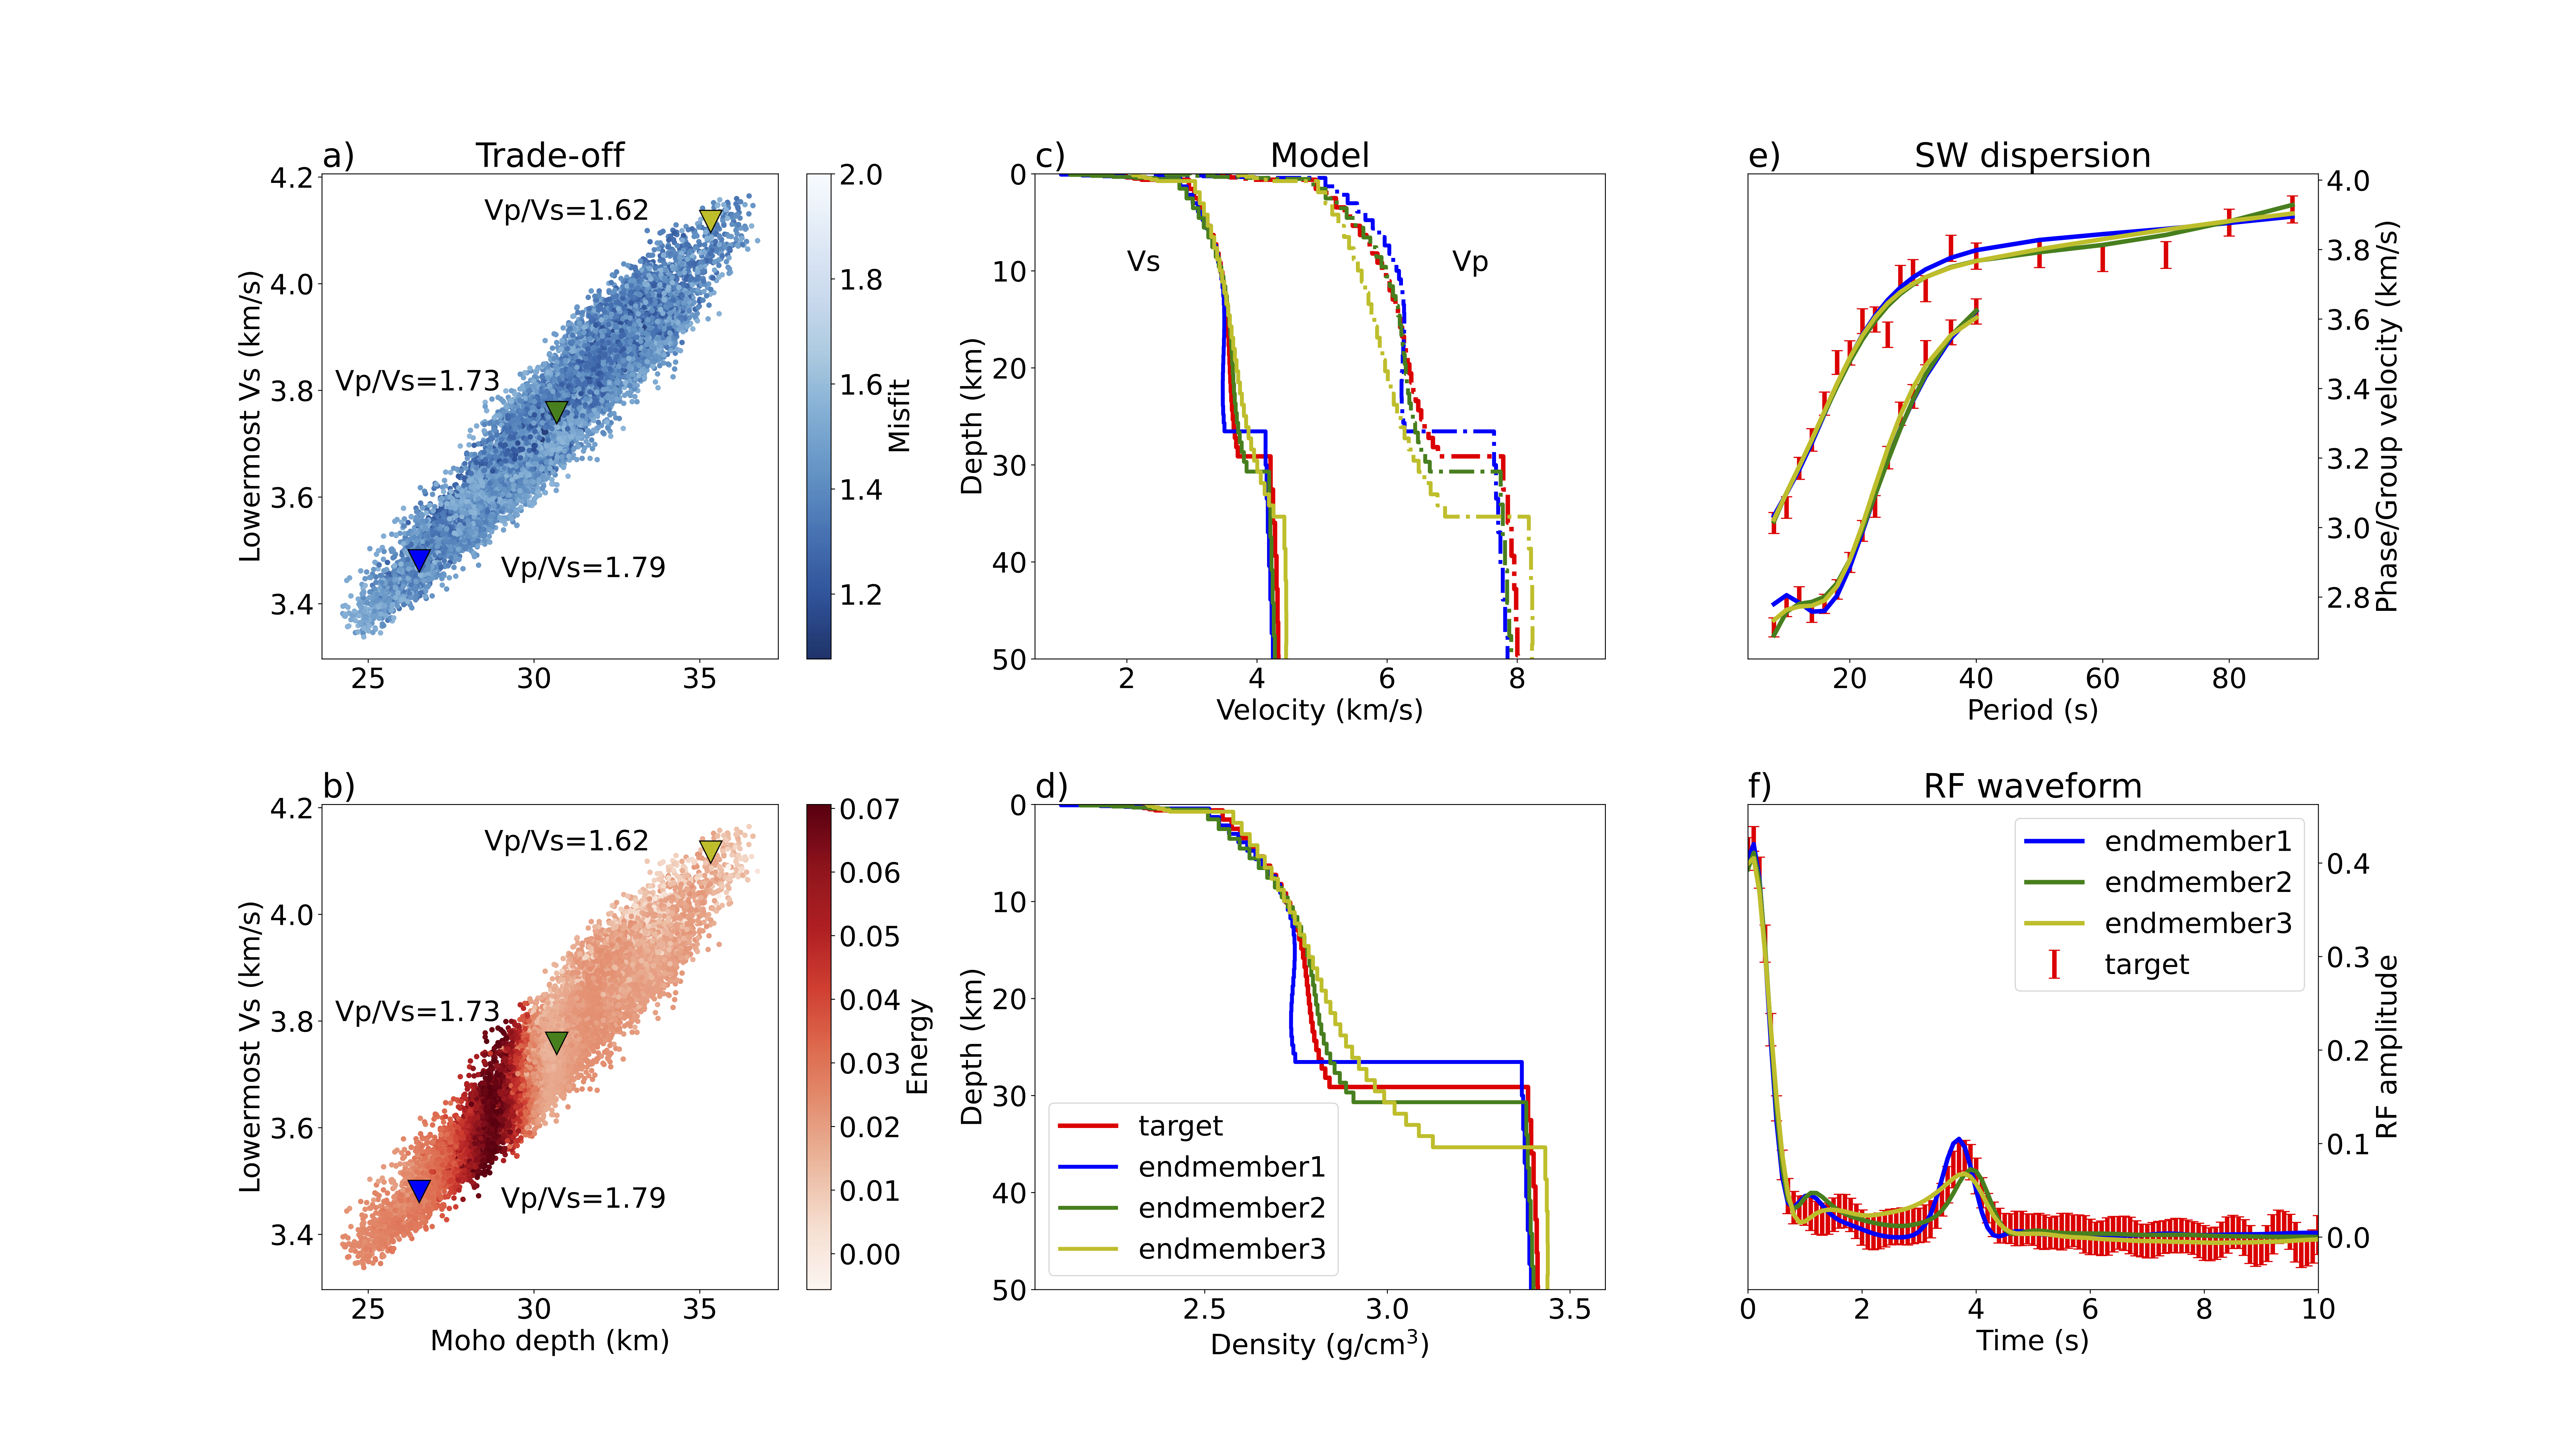 a)
Trade-off
4.2
4.0
3.8
3.6
3.4
Lowermost Vs (km/s)
Vp/Vs=1.62
Vp/Vs=1.73
Vp/Vs=1.79
25
30
35
2.0
1.8
1.6
1.4
1.2
Misfit
c)
Model
0
10
20
30
40
50
Depth (km)
Vs
Vp
2
4
6
8
Velocity (km/s)
e)
SW dispersion
4.0
3.8
3.6
3.4
3.2
3.0
2.8
Phase/Group velocity (km/s)
20
40
60
80
Period (s)
b)
4.2
4.0
3.8
3.6
3.4
Lowermost Vs (km/s)
Vp/Vs=1.62
Vp/Vs=1.73
Vp/Vs=1.79
25
30
35
Moho depth (km)
0.07
0.06
0.05
0.04
0.03
0.02
0.01
0.00
Energy
d)
0
10
20
30
40
50
Depth (km)
target
endmember1
endmember2
endmember3
2.5
3.0
3.5
Density (g/cm³)
f)
RF waveform
endmember1
endmember2
endmember3
target
0.4
0.3
0.2
0.1
0.0
RF amplitude
0
2
4
6
8
10
Time (s)